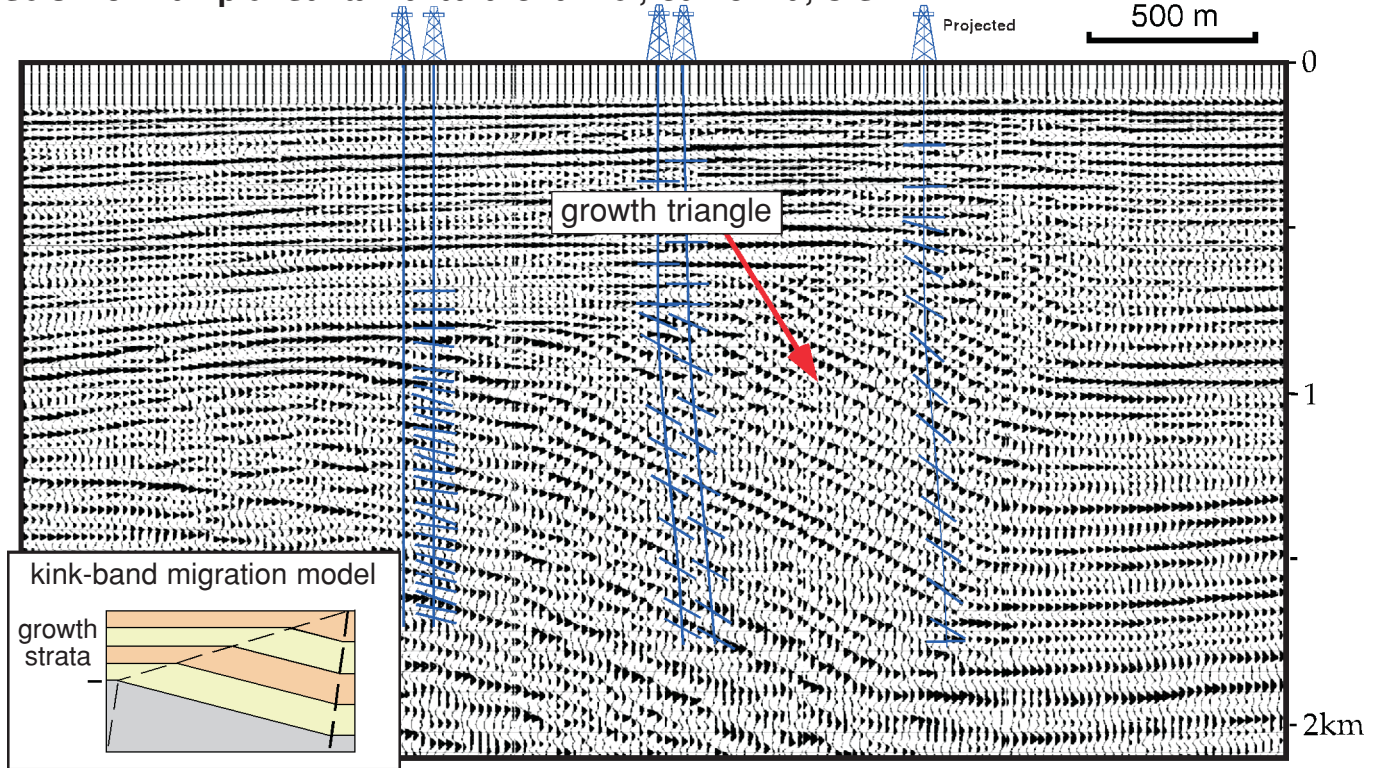 500 m
Projected
0
growth triangle
1
kink-band migration model
growth
strata
2km